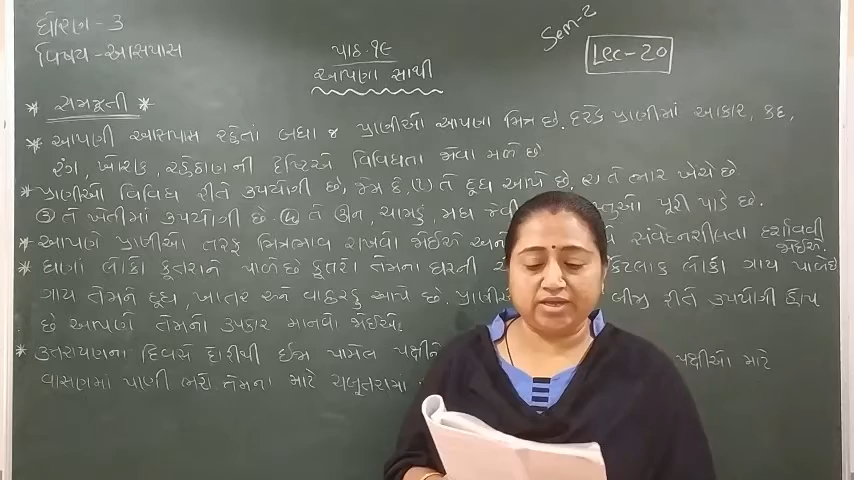 ધોરણ - 3
વિષય - આસપાસ
Sem-2
Lec-20
પાઠ.૧૯
આપણા સાથી
* સમજૂતી *
* આપણી આસપાસ રહેતાં બધા જ પ્રાણીઓ આપણા મિત્ર છે. દરેક પ્રાણીમાં આકાર, કદ,
રંગ, ખોરાક, રહેઠાણ ની દૃષ્ટિએ વિવિધતા જોવા મળે છે.
* પ્રાણીઓ વિવિધ રીતે ઉપયોગી છે, જેમ કે, (૧) તે દૂધ આપે છે. (૨) તે ભાર ખેંચે છે.
(૩) તે ખેતીમાં ઉપયોગી છે. (૪) તે ઊન, ચામડું, મધ જેવી પૂરી પાડે છે.
* આપણે પ્રાણીઓ તરફ મિત્રભાવ રાખવો જોઈએ અને સંવેદનશીલતા દર્શાવવી જોઈએ.
* ઘણાં લોકો કૂતરાને પાળે છે કૂતરો તેમના ઘરની કેટલાક લોકો ગાય પાળે છે
ગાય તેમને દૂધ, ખાતર અને વાછરડું આપે છે. બીજી રીતે ઉપયોગી હોય
છે આપણે તેમનો ઉપકાર માનવો જોઈએ.
* ઉત્તરાયણના દિવસે દોરીથી ઈજા પામેલ પક્ષીને પક્ષીઓ માટે
વાસણમાં પાણી ભરી તેમના માટે ચબૂતરામાં